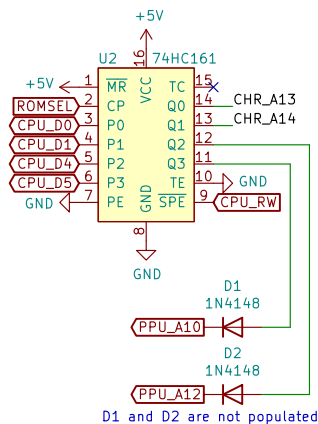 +5V
U2 74HC161
16
+5V 1 MR VCC TC 15
ROMSEL 2 CP Q0 14 CHR_A13
CPU_D0 3 P0 Q1 13 CHR_A14
CPU_D1 4 P1 Q2 12
CPU_D4 5 P2 Q3 11
CPU_D5 6 P3 TE 10 GND
GND 7 PE GND SPE 9 CPU_RW
8
GND
D1
1N4148
PPU_A10
D2
1N4148
PPU_A12
D1 and D2 are not populated